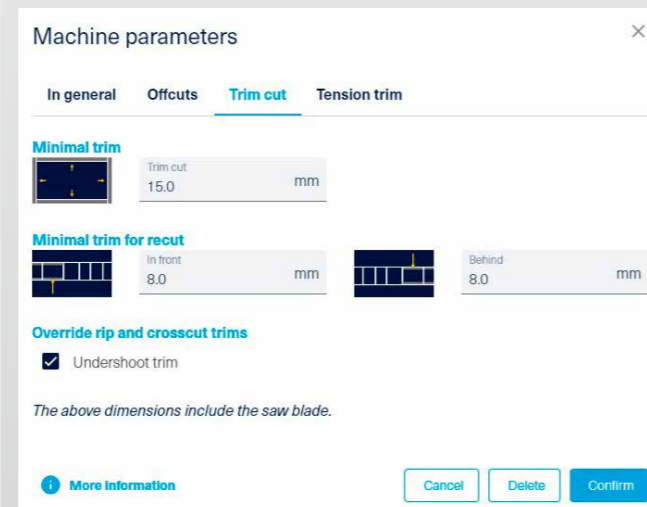 Machine parameters
In general Offcuts Trim cut Tension trim
Minimal trim
Trim cut
15.0 mm
Minimal trim for recut
In front
8.0 mm
Behind
8.0 mm
Override rip and crosscut trims
Undershoot trim
The above dimensions include the saw blade.
i More information
Cancel Delete Confirm